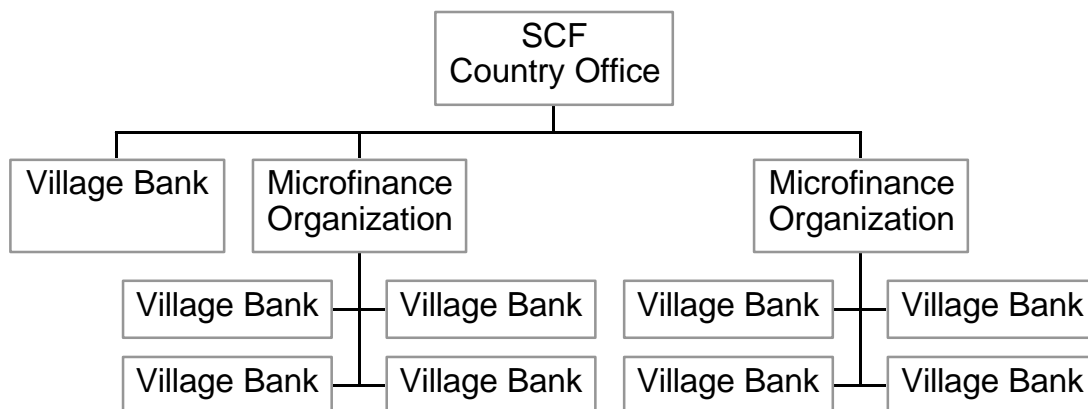 SCF
Country Office
Village Bank
Microfinance
Organization
Microfinance
Organization
Village Bank
Village Bank
Village Bank
Village Bank
Village Bank
Village Bank
Village Bank
Village Bank